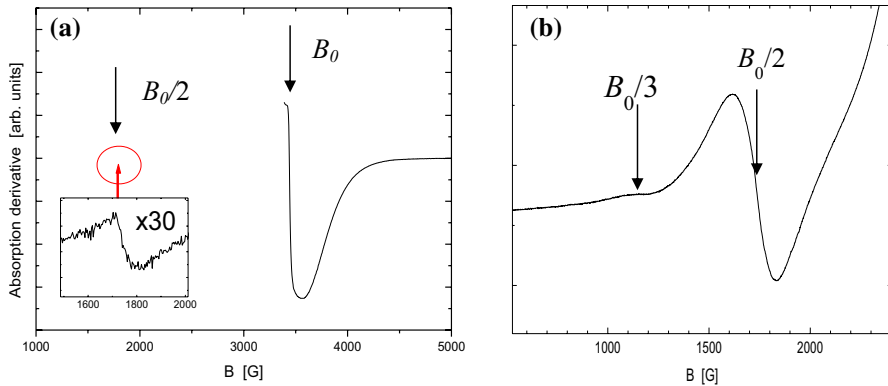 (a)
B₀
B₀/2
x30
1600 1800 2000
1000 2000 3000 4000 5000
B [G]
Absorption derivative [arb. units]
(b)
B₀/3
B₀/2
1000 1500 2000
B [G]